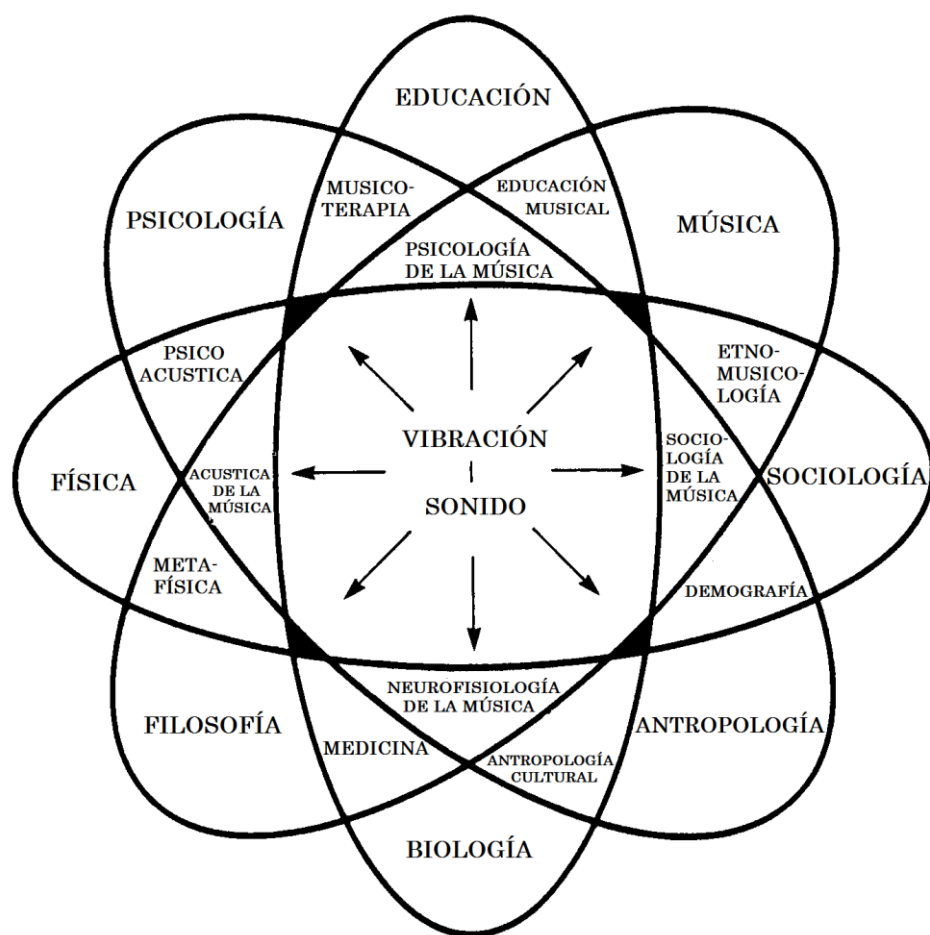 EDUCACIÓN
MUSICO-
TERAPIA
EDUCACIÓN
MUSICAL
PSICOLOGÍA
MÚSICA
PSICOLOGÍA
DE LA MÚSICA
PSICO
ACUSTICA
ETNO-
MUSICO-
LOGÍA
VIBRACIÓN
SONIDO
FÍSICA
ACUSTICA
DE LA
MÚSICA
SOCIO-
LOGÍA
DE LA
MÚSICA
SOCIOLOGÍA
META-
FÍSICA
DEMOGRAFÍA
NEUROFISIOLOGÍA
DE LA MÚSICA
FILOSOFÍA
MEDICINA
ANTROPOLOGÍA
CULTURAL
ANTROPOLOGÍA
BIOLOGÍA